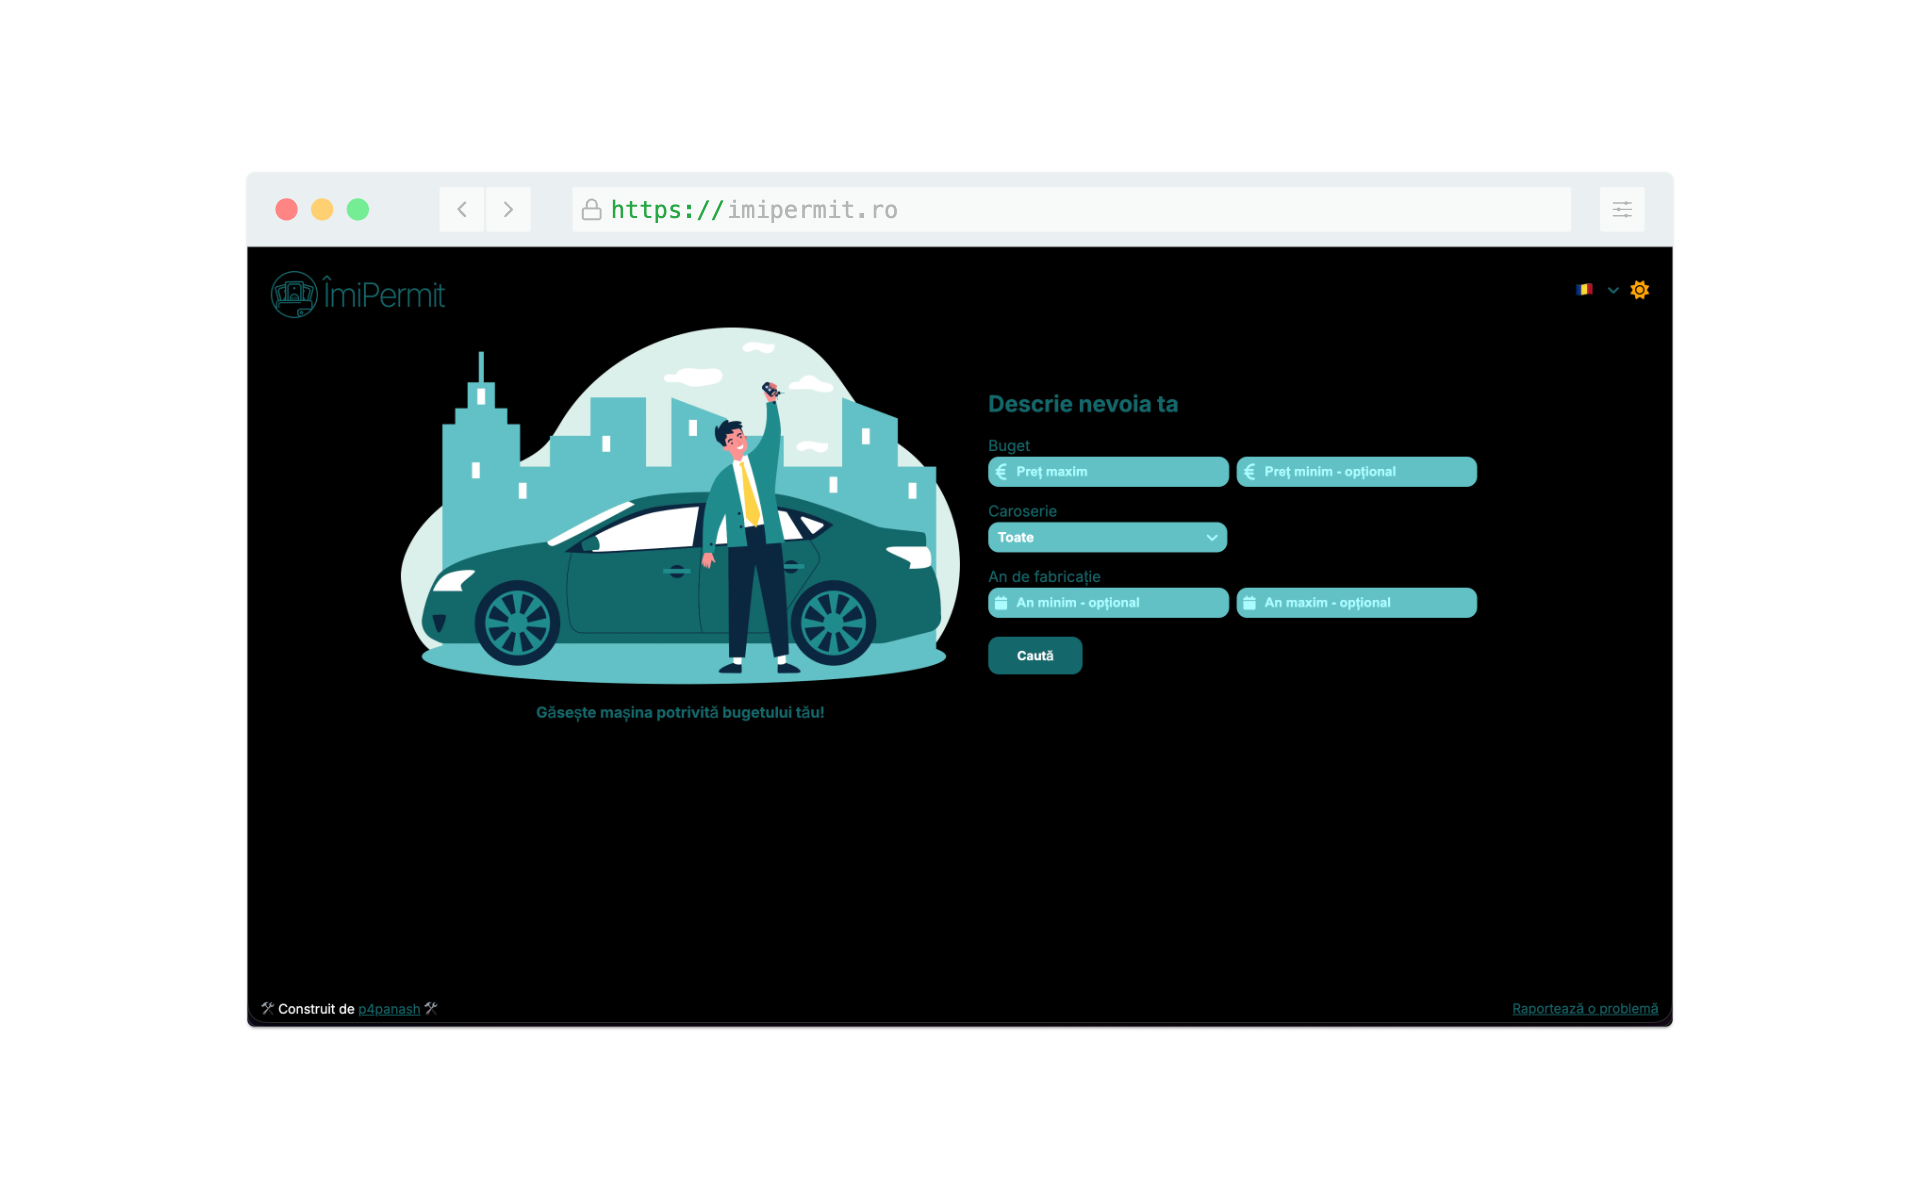 https://imipermit.ro
ÎmiPermit
Descrie nevoia ta
Buget
Preț maxim
Preț minim - opțional
Caroserie
Toate
An de fabricație
An minim - opțional
An maxim - opțional
Caută
Găsește mașina potrivită bugetului tău!
🛠 Construit de p4panash 🛠
Raportează o problemă